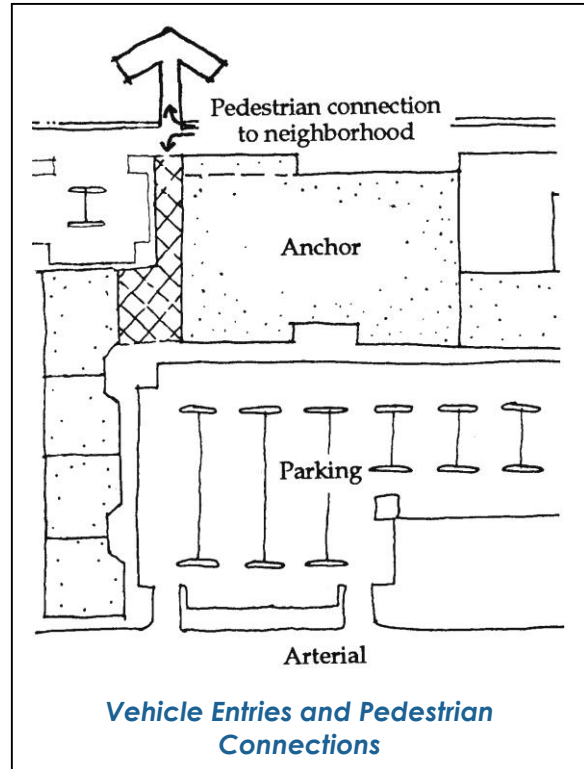 Pedestrian connection
to neighborhood
Anchor
Parking
Arterial
Vehicle Entries and Pedestrian
Connections